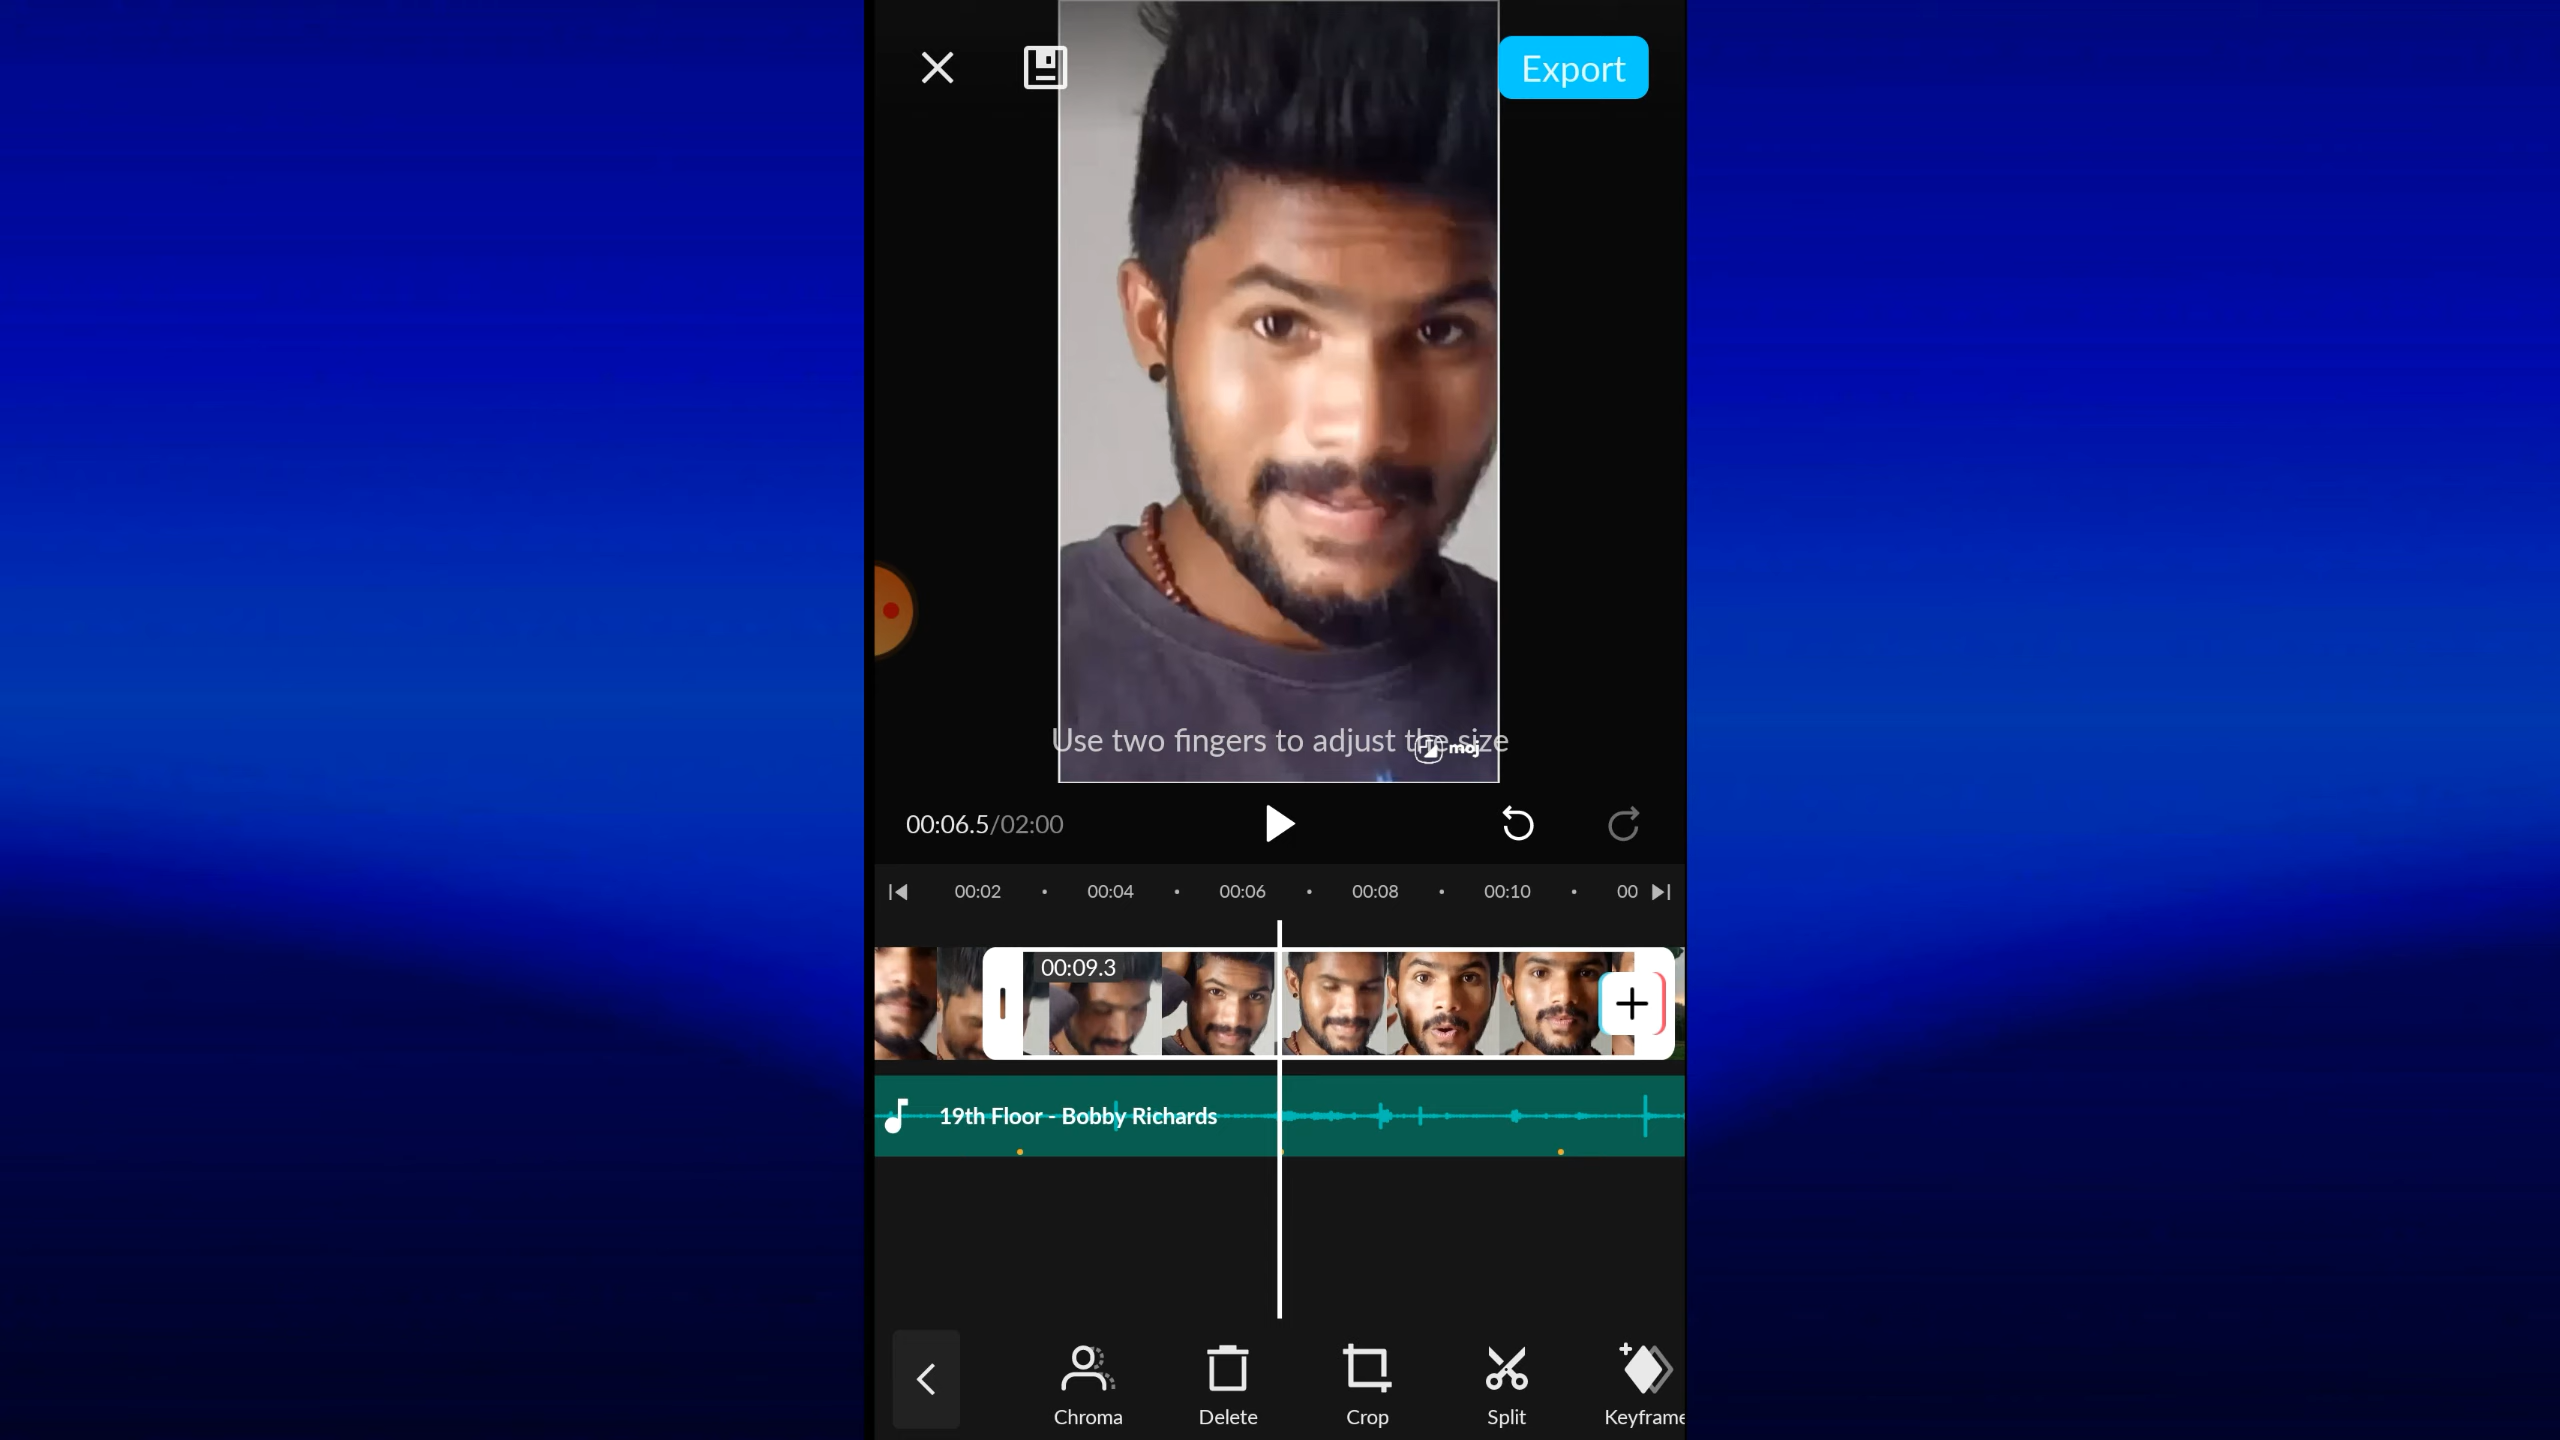 Export
Use two fingers to adjust the size
moj
00:06.5/02:00
00:02 00:04 00:06 00:08 00:10 00
00:09.3
19th Floor - Bobby Richards
Chroma Delete Crop Split Keyframe